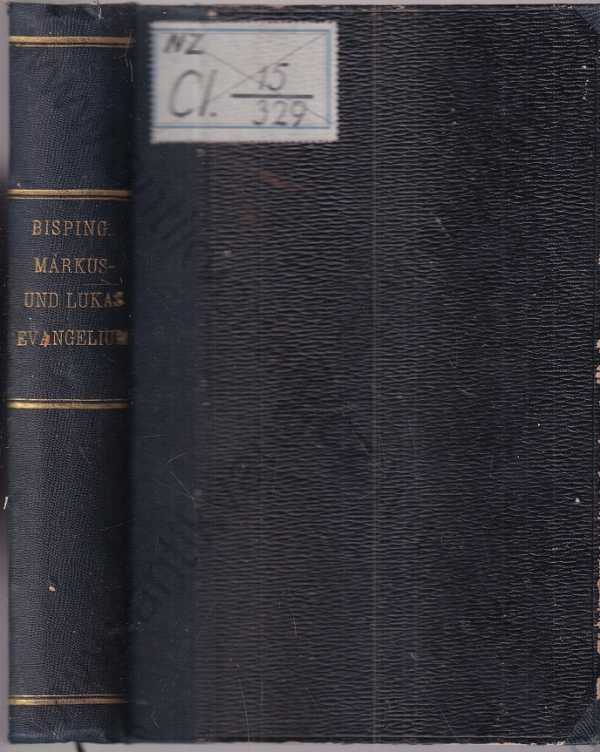 NZ
Cl. 15
329
BISPING.
MARKUS-
UND LUKAS
EVANGELIUM